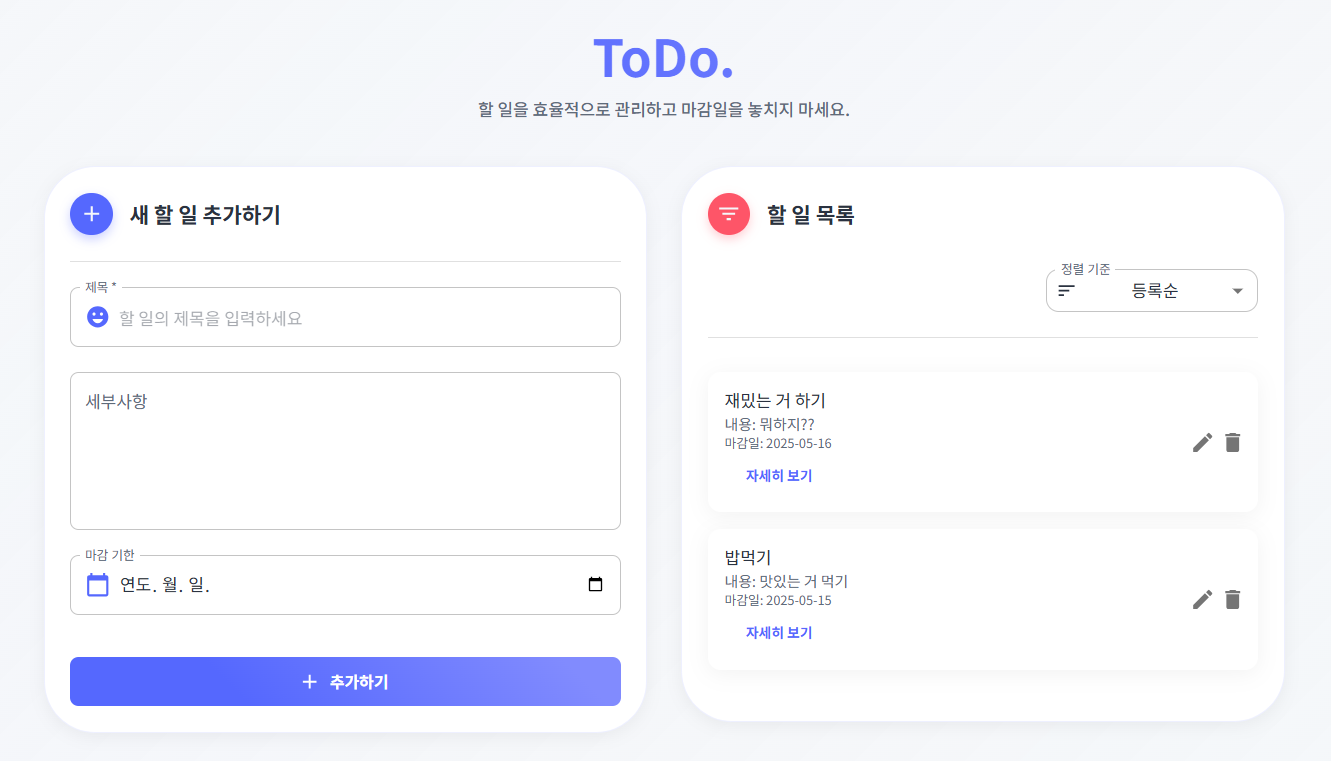 ToDo.
할 일을 효율적으로 관리하고 마감일을 놓치지 마세요.
새 할 일 추가하기
제목 *
할 일의 제목을 입력하세요
세부사항
마감 기한
연도. 월. 일.
추가하기
할 일 목록
정렬 기준
등록순
재밌는 거 하기
내용: 뭐하지??
마감일: 2025-05-16
자세히 보기
밥먹기
내용: 맛있는 거 먹기
마감일: 2025-05-15
자세히 보기